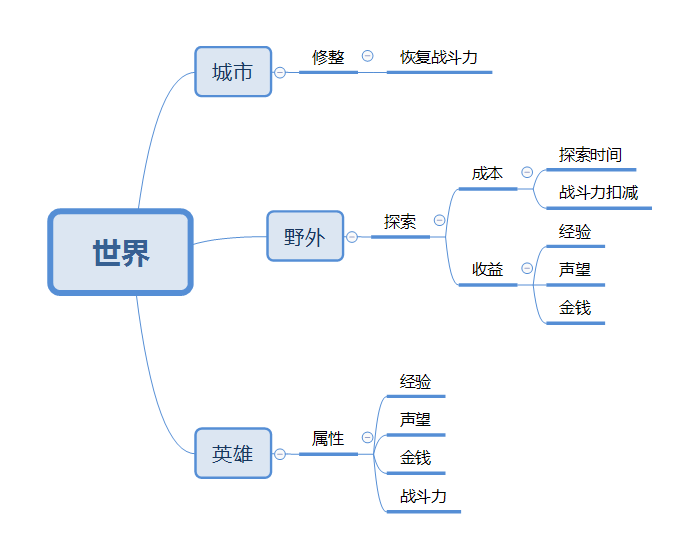 世界
城市
修整
恢复战斗力
野外
探索
成本
探索时间
战斗力扣减
收益
经验
声望
金钱
英雄
属性
经验
声望
金钱
战斗力